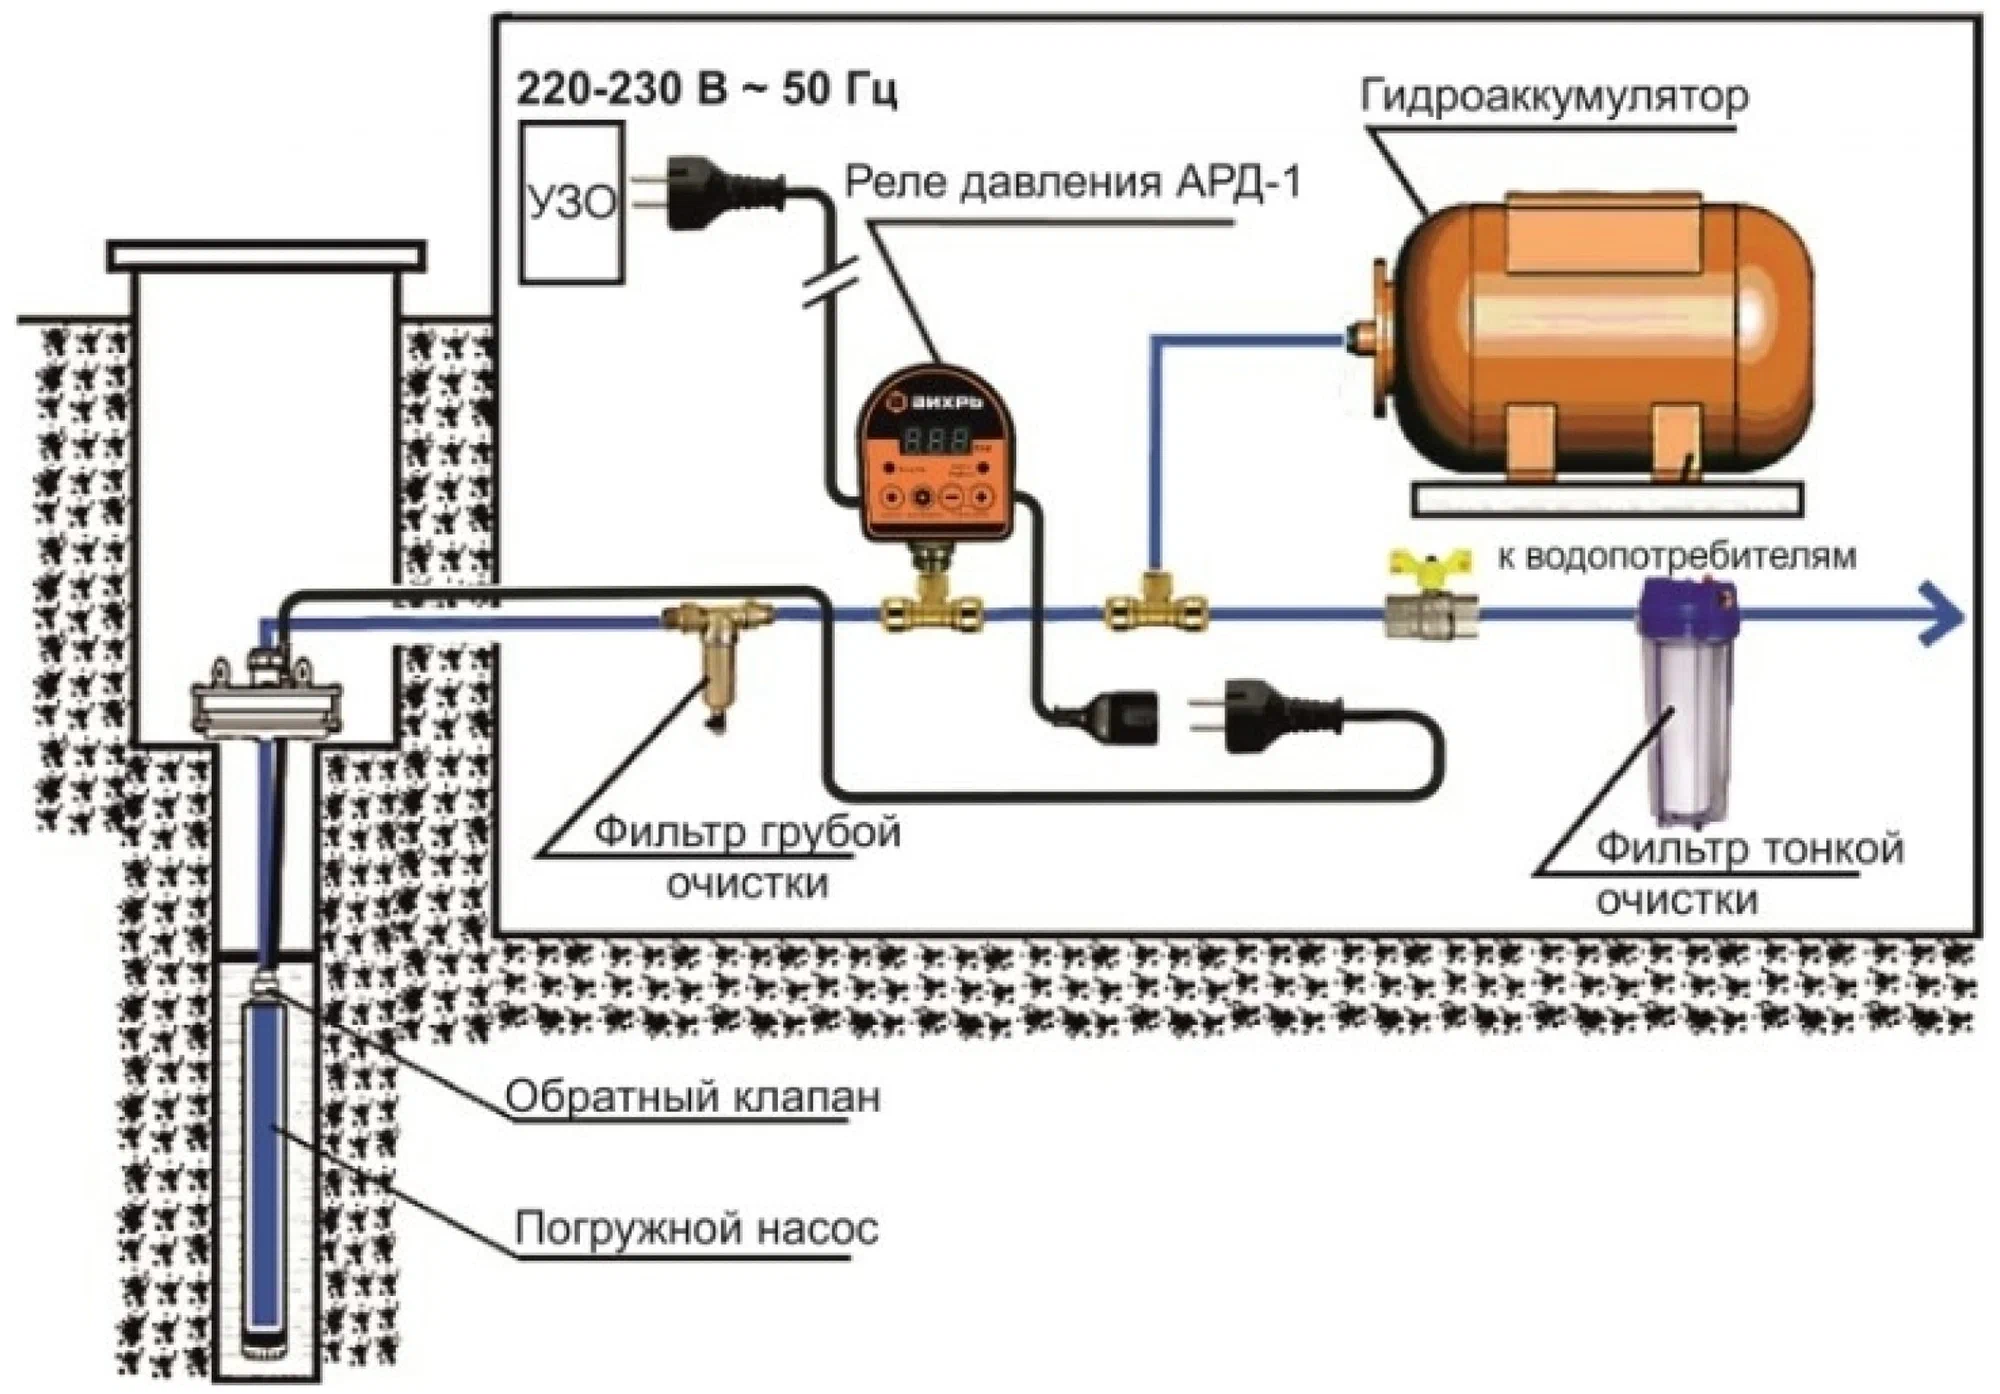 220-230 В ~ 50 Гц
Гидроаккумулятор
УЗО
Реле давления АРД-1
ВИХРЬ
888
к водопотребителям
Фильтр грубой
очистки
Фильтр тонкой
очистки
Обратный клапан
Погружной насос